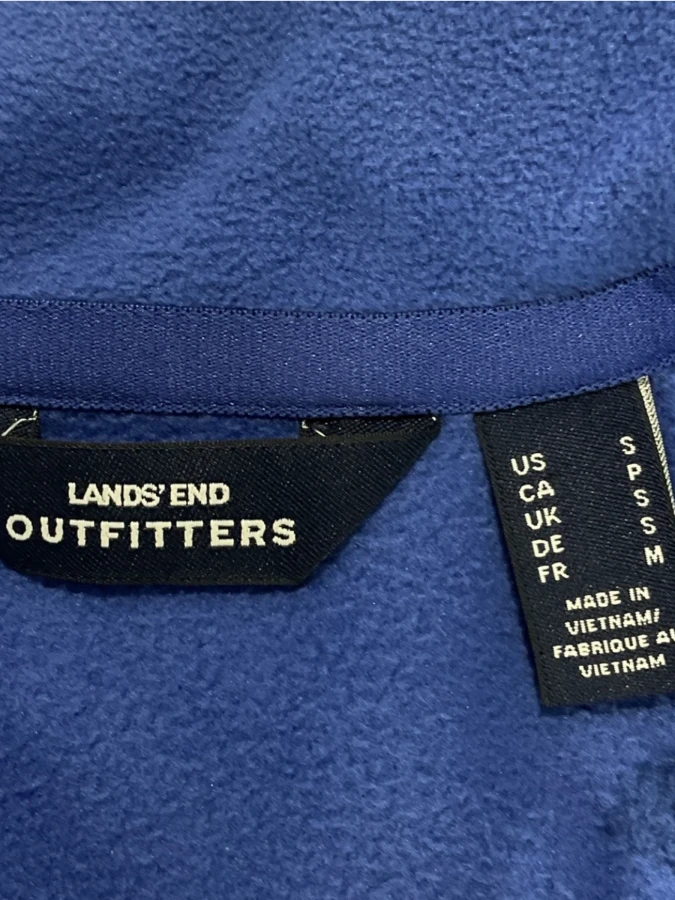 LANDS' END
OUTFITTERS
US S
CA P
UK S
DE S
FR M
MADE IN
VIETNAM/
FABRIQUE AU
VIETNAM